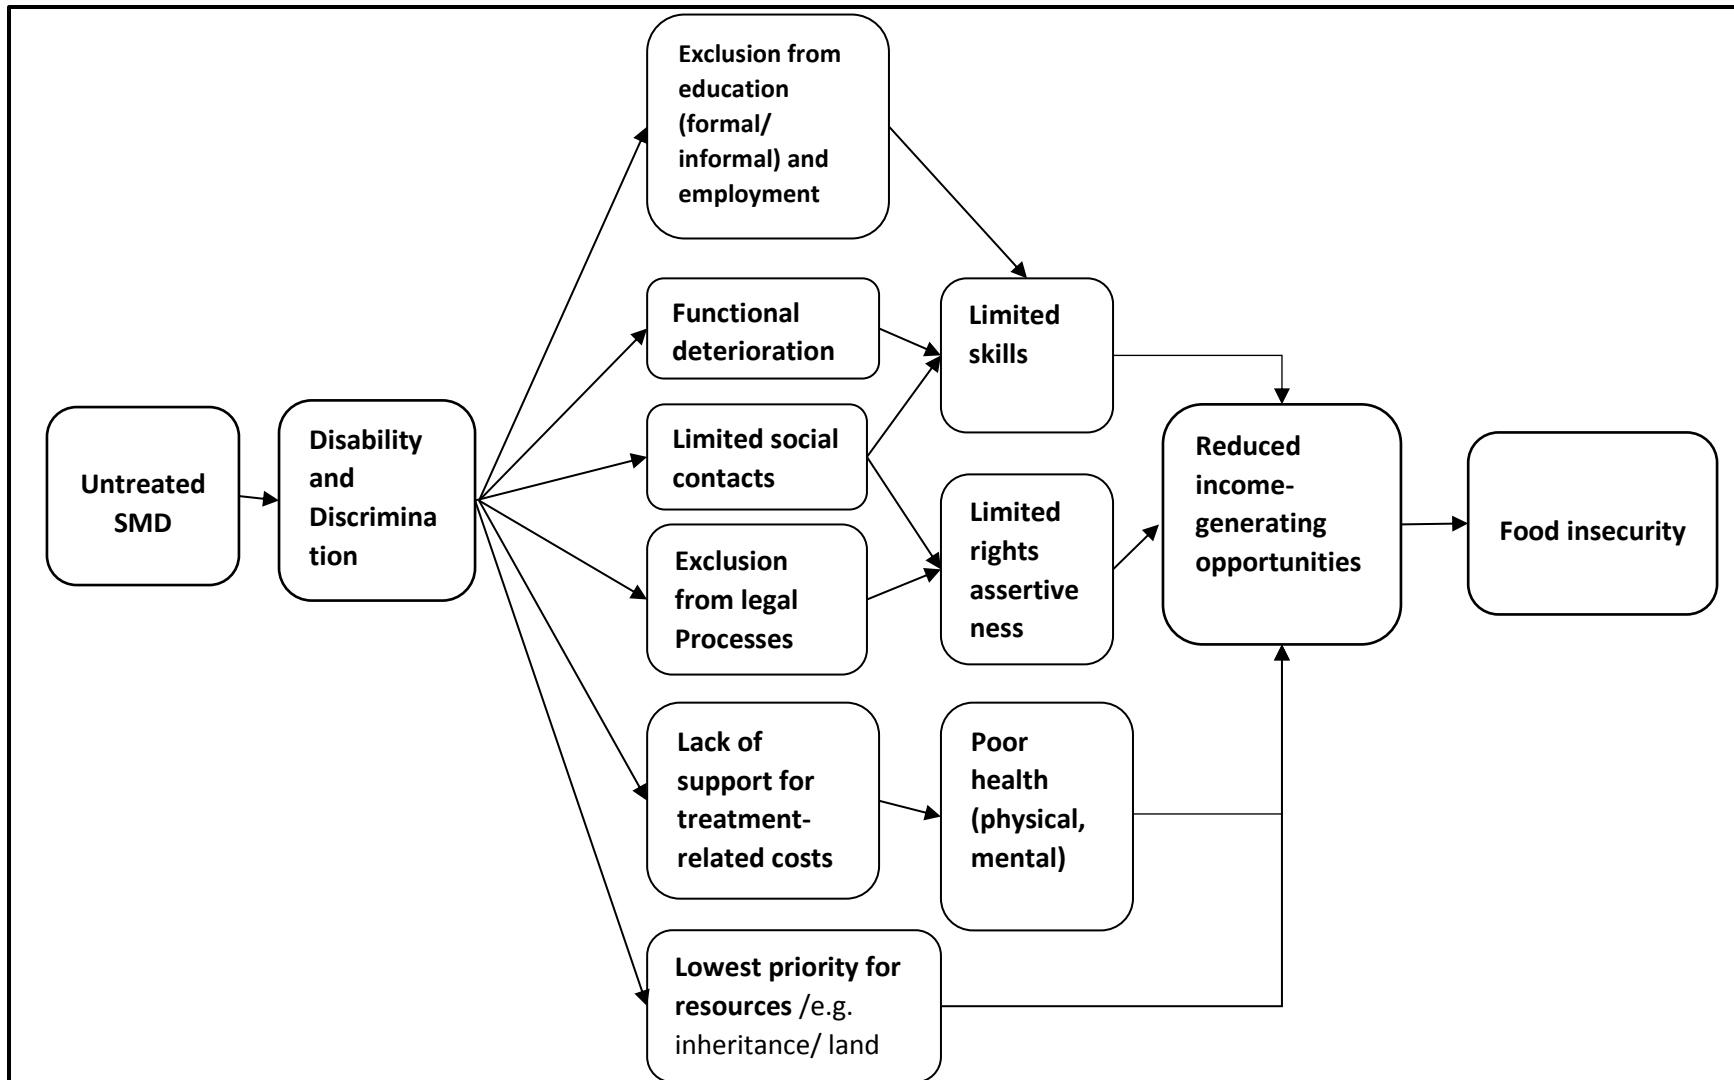 Exclusion from
education
(formal/
informal) and
employment
Functional
deterioration
Limited
skills
Untreated
SMD
Disability
and
Discrimina
tion
Limited social
contacts
Reduced
income-
generating
opportunities
Food insecurity
Exclusion
from legal
Processes
Limited
rights
assertive
ness
Lack of
support for
treatment-
related costs
Poor
health
(physical,
mental)
Lowest priority for
resources /e.g.
inheritance/ land